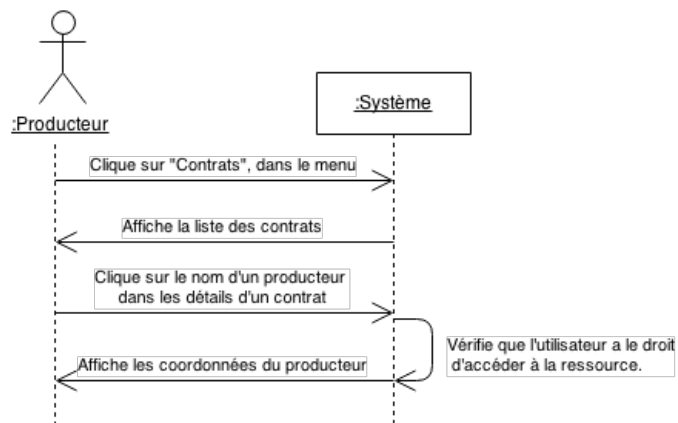 :Système
:Producteur
Clique sur "Contrats", dans le menu
Affiche la liste des contrats
Clique sur le nom d'un producteur
dans les détails d'un contrat
Vérifie que l'utilisateur a le droit
d'accéder à la ressource.
Affiche les coordonnées du producteur